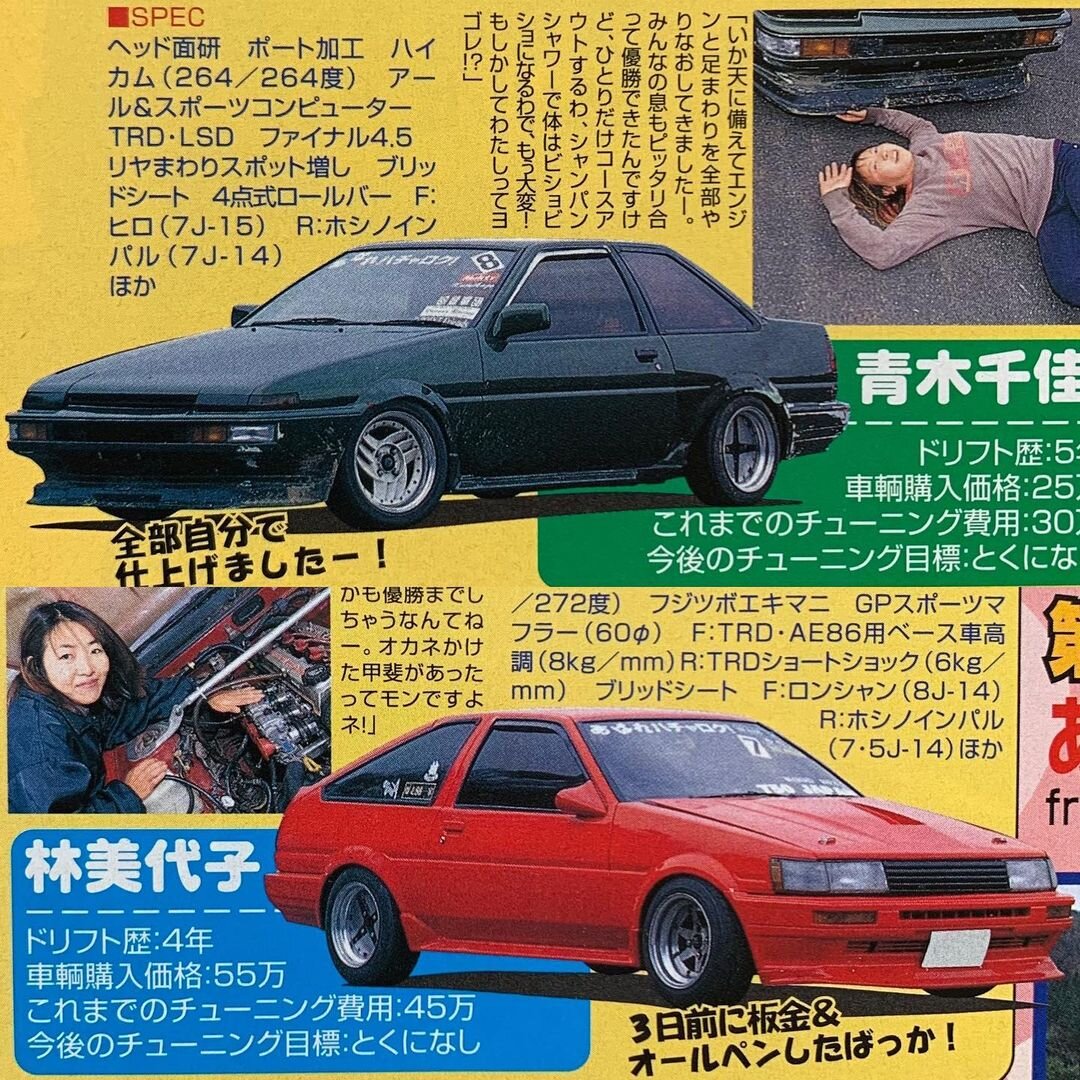 ■SPEC
ヘッド面研　ポート加工　ハイ
カム（264／264度）　アー
ル&スポーツコンピューター
TRD・LSD　ファイナル4.5
リヤまわりスポット増し　ブリッ
ドシート　4点式ロールバー　F:
ヒロ（7J-15）　R:ホシノイン
パル（7J-14）
ほか
「いか天に備えてエンジ
ンと足まわりを全部や
りなおしてきましたー。
みんなの息もピッタリ合
って優勝できたんですけ
ど、ひとりだけコースア
ウトするわ、シャンパン
シャワーで体はビショビ
ショになるわで、もう大変！
もしかしてわたしってヨ
ゴレ!?」
ハチャロク!
8
青木千佳
ドリフト歴:5
車輌購入価格:25
これまでのチューニング費用:30
今後のチューニング目標:とくにな
全部自分で
仕上げましたー！
かも優勝までし
ちゃうなんてね
ー。オカネかけ
た甲斐があった
ってモンですよ
ネ!」
／272度）　フジツボエキマニ　GPスポーツマ
フラー（60φ）　F:TRD・AE86用ベース車高
調（8kg／mm）R:TRDショートショック（6kg／
mm）　ブリッドシート　F:ロンシャン（8J-14）
R:ホシノインパル
（7・5J-14）ほか
あばれハチャロク!
7
林美代子
ドリフト歴:4年
車輌購入価格:55万
これまでのチューニング費用:45万
今後のチューニング目標:とくになし
3日前に板金&
オールペンしたばっか！
第
fr